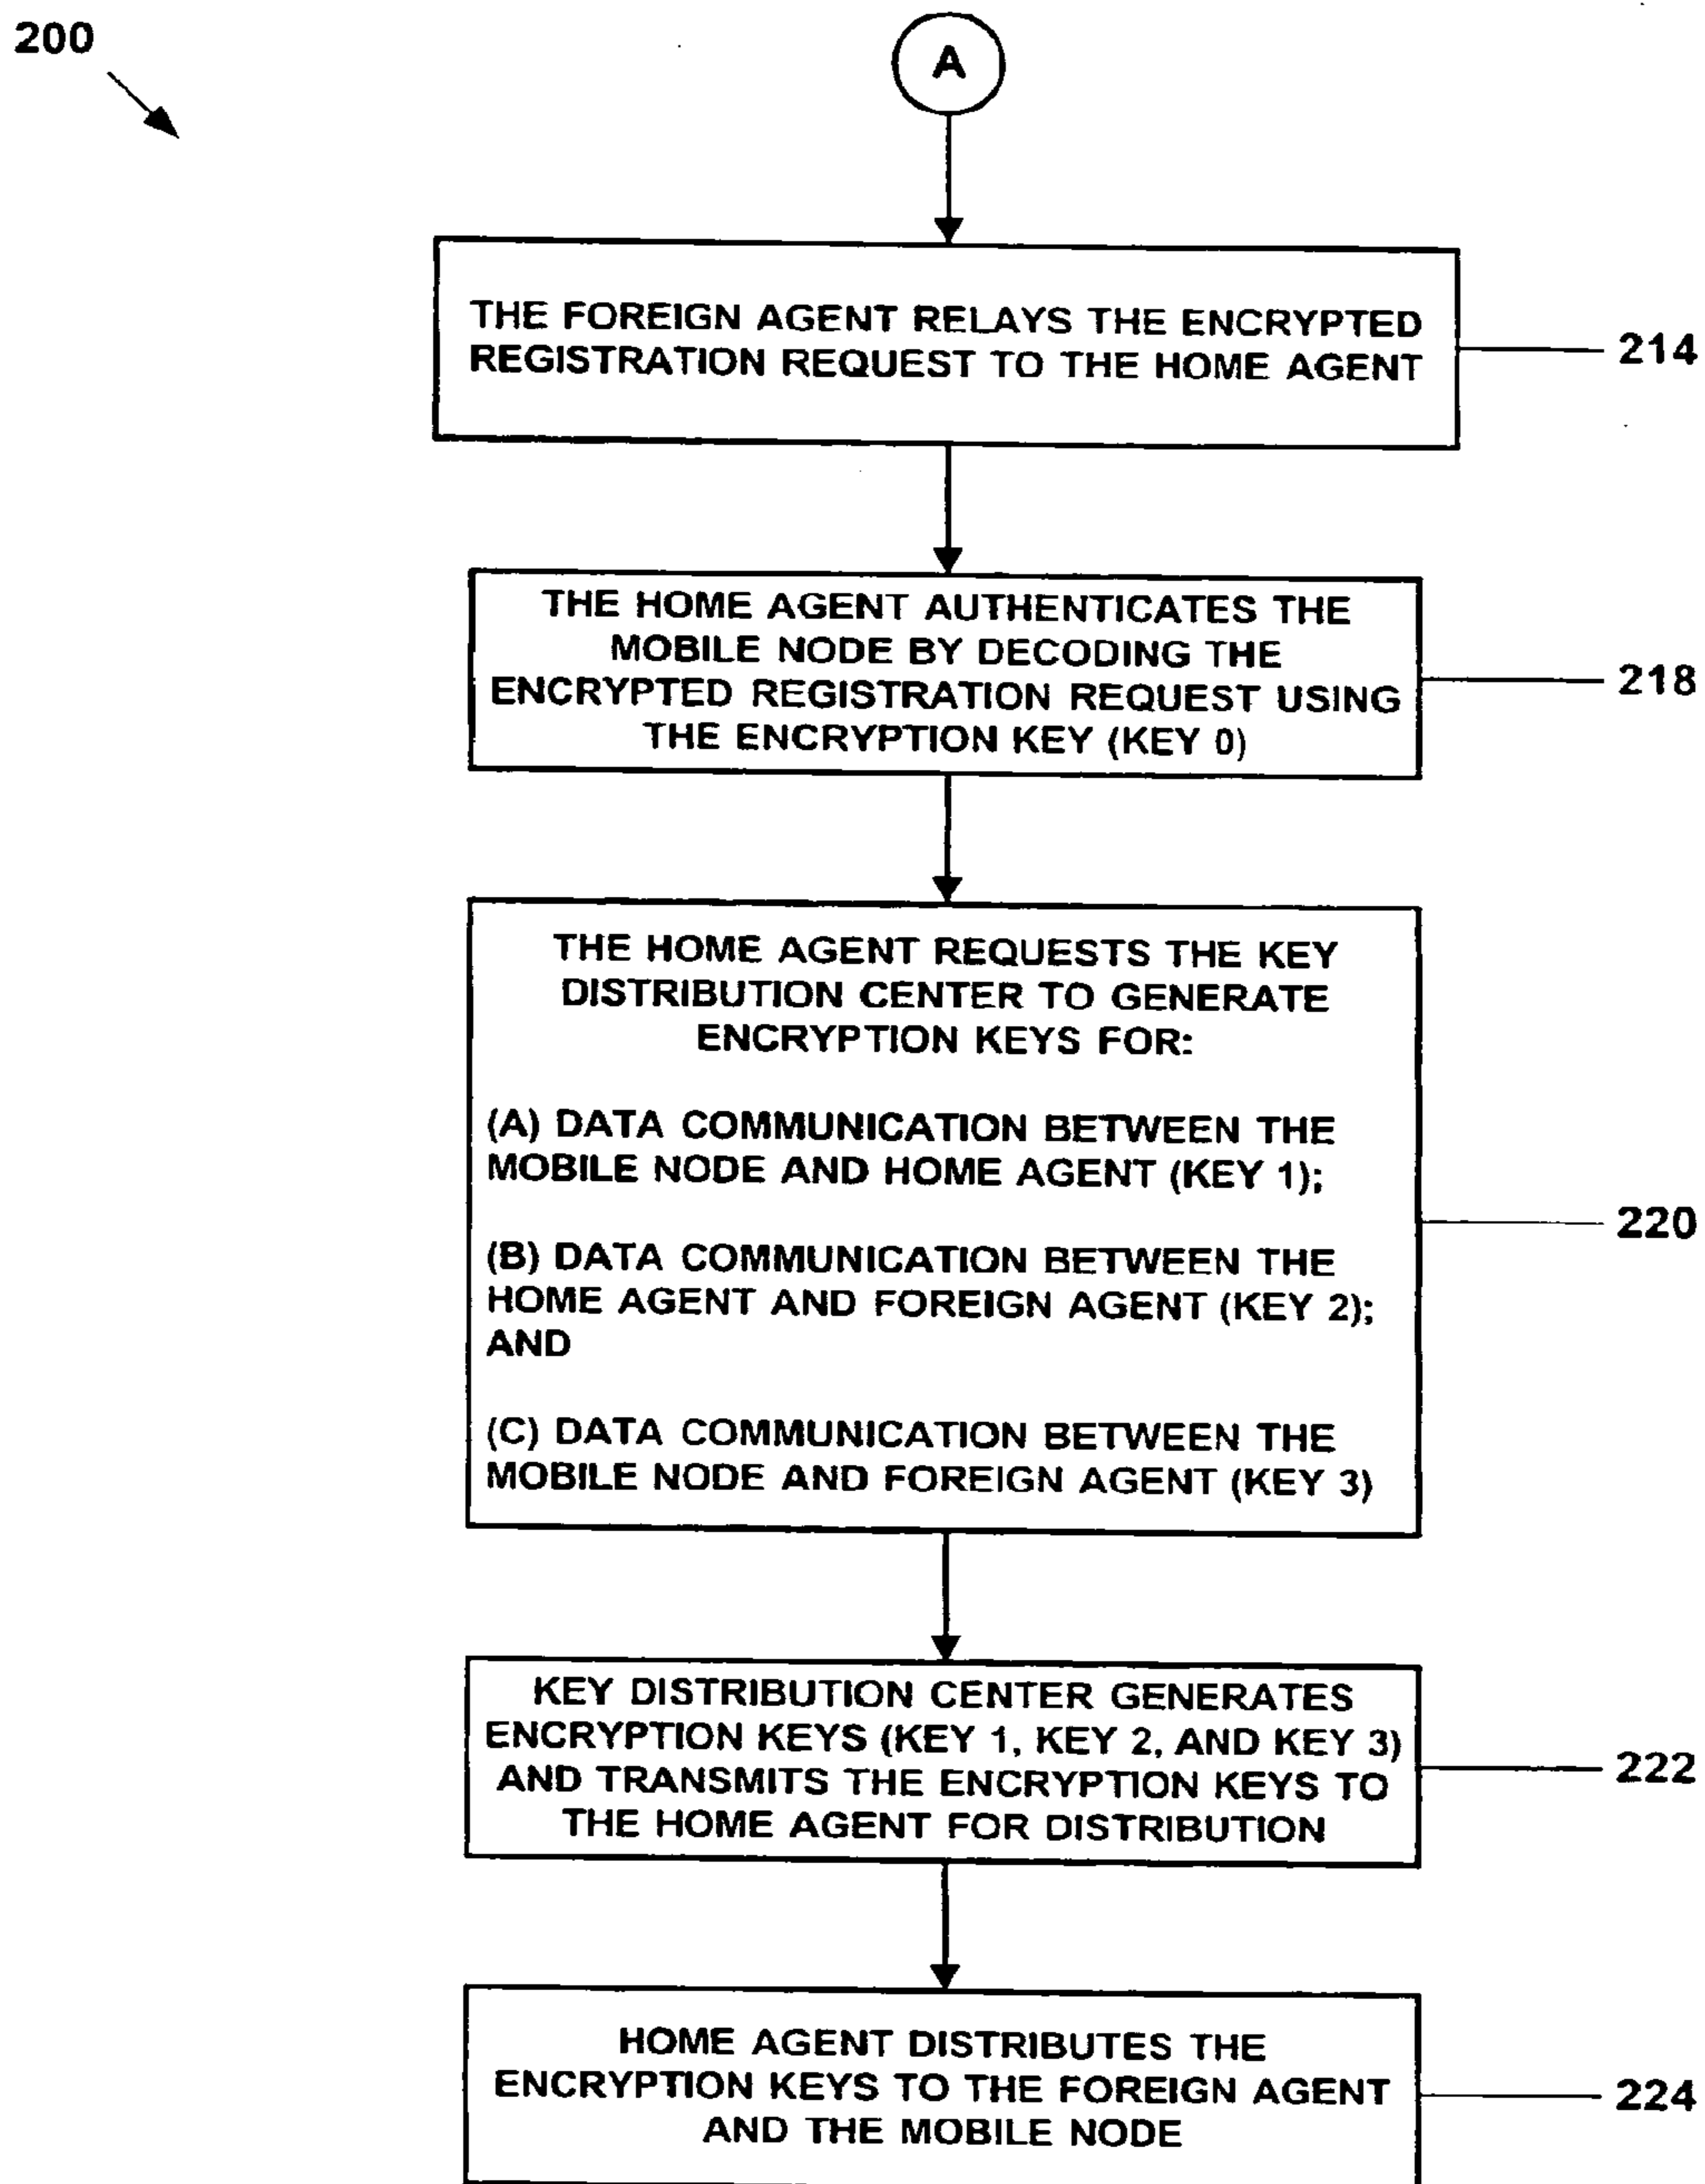 200
A
THE FOREIGN AGENT RELAYS THE ENCRYPTED
REGISTRATION REQUEST TO THE HOME AGENT
214
THE HOME AGENT AUTHENTICATES THE
MOBILE NODE BY DECODING THE
ENCRYPTED REGISTRATION REQUEST USING
THE ENCRYPTION KEY (KEY 0)
218
THE HOME AGENT REQUESTS THE KEY
DISTRIBUTION CENTER TO GENERATE
ENCRYPTION KEYS FOR:
(A) DATA COMMUNICATION BETWEEN THE
MOBILE NODE AND HOME AGENT (KEY 1);
(B) DATA COMMUNICATION BETWEEN THE
HOME AGENT AND FOREIGN AGENT (KEY 2);
AND
(C) DATA COMMUNICATION BETWEEN THE
MOBILE NODE AND FOREIGN AGENT (KEY 3)
220
KEY DISTRIBUTION CENTER GENERATES
ENCRYPTION KEYS (KEY 1, KEY 2, AND KEY 3)
AND TRANSMITS THE ENCRYPTION KEYS TO
THE HOME AGENT FOR DISTRIBUTION
222
HOME AGENT DISTRIBUTES THE
ENCRYPTION KEYS TO THE FOREIGN AGENT
AND THE MOBILE NODE
224